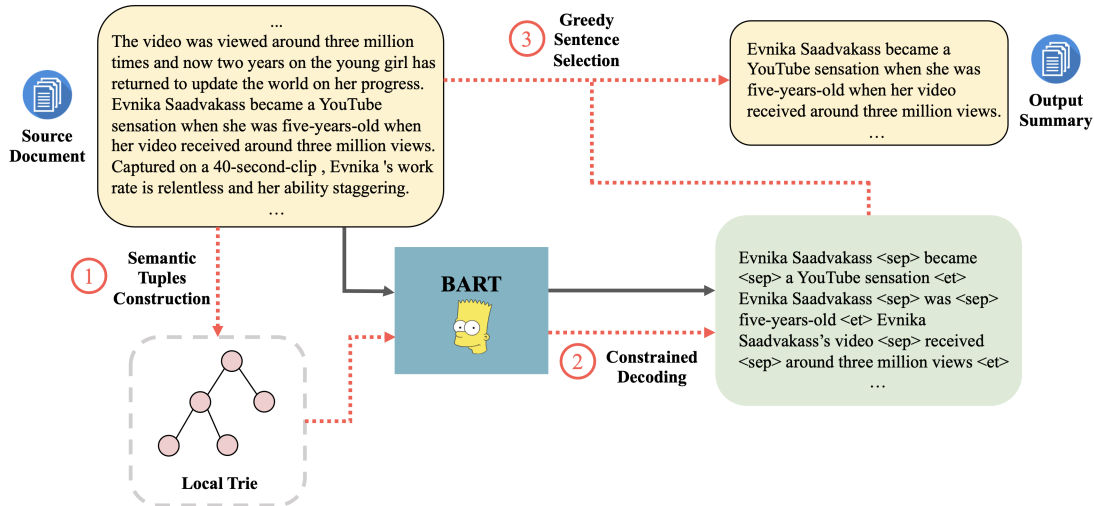 ...
The video was viewed around three million
times and now two years on the young girl has
returned to update the world on her progress.
Evnika Saadvakass became a YouTube
sensation when she was five-years-old when
her video received around three million views.
Captured on a 40-second-clip , Evnika 's work
rate is relentless and her ability staggering.
...
Source
Document
3
Greedy
Sentence
Selection
Evnika Saadvakass became a
YouTube sensation when she was
five-years-old when her video
received around three million views.
...
Output
Summary
1
Semantic
Tuples
Construction
BART
2
Constrained
Decoding
Evnika Saadvakass <sep> became
<sep> a YouTube sensation <et>
Evnika Saadvakass <sep> was <sep>
five-years-old <et> Evnika
Saadvakass’s video <sep> received
<sep> around three million views <et>
...
Local Trie